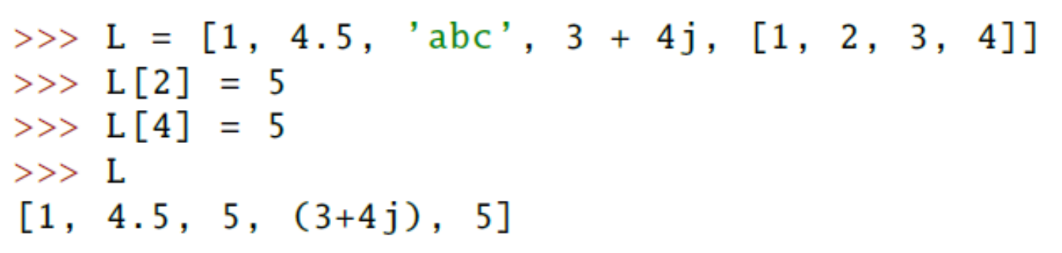 >>> L = [1, 4.5, ’abc’, 3 + 4j, [1, 2, 3, 4]]
>>> L[2] = 5
>>> L[4] = 5
>>> L
[1, 4.5, 5, (3+4j), 5]